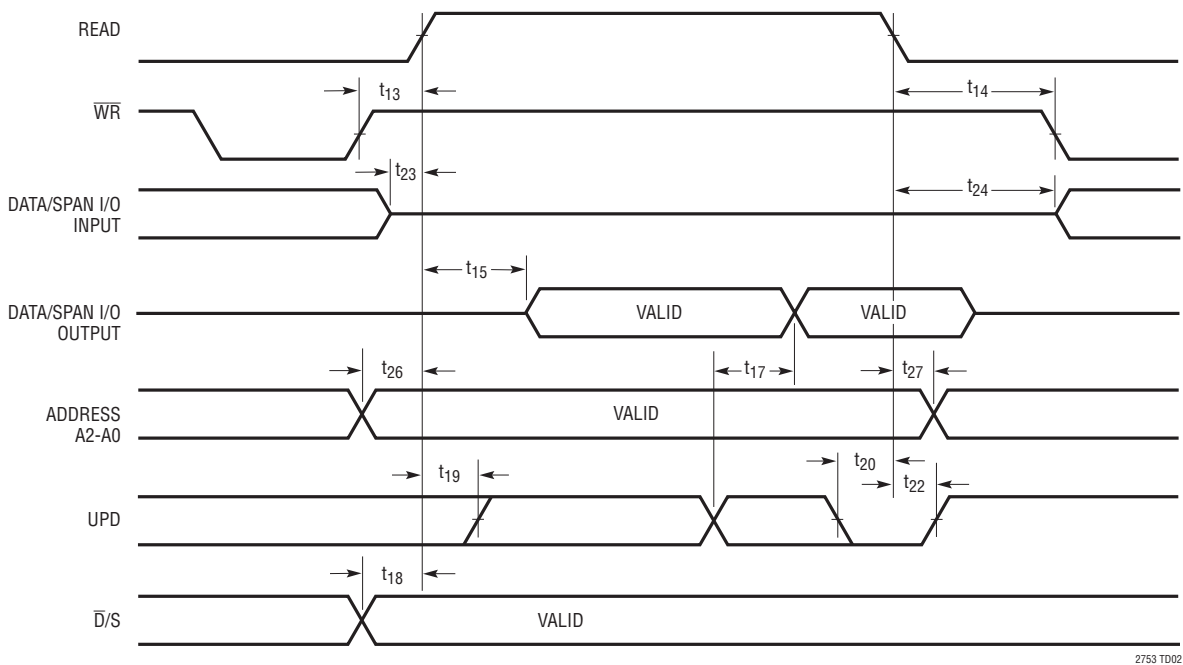 READ
t13
t14
W̅R̅
t23
t24
DATA/SPAN I/O
INPUT
t15
DATA/SPAN I/O
OUTPUT
VALID
VALID
t26
t17
t27
ADDRESS
A2-A0
VALID
t19
t20
t22
UPD
t18
D̅/S
VALID
2753 TD02